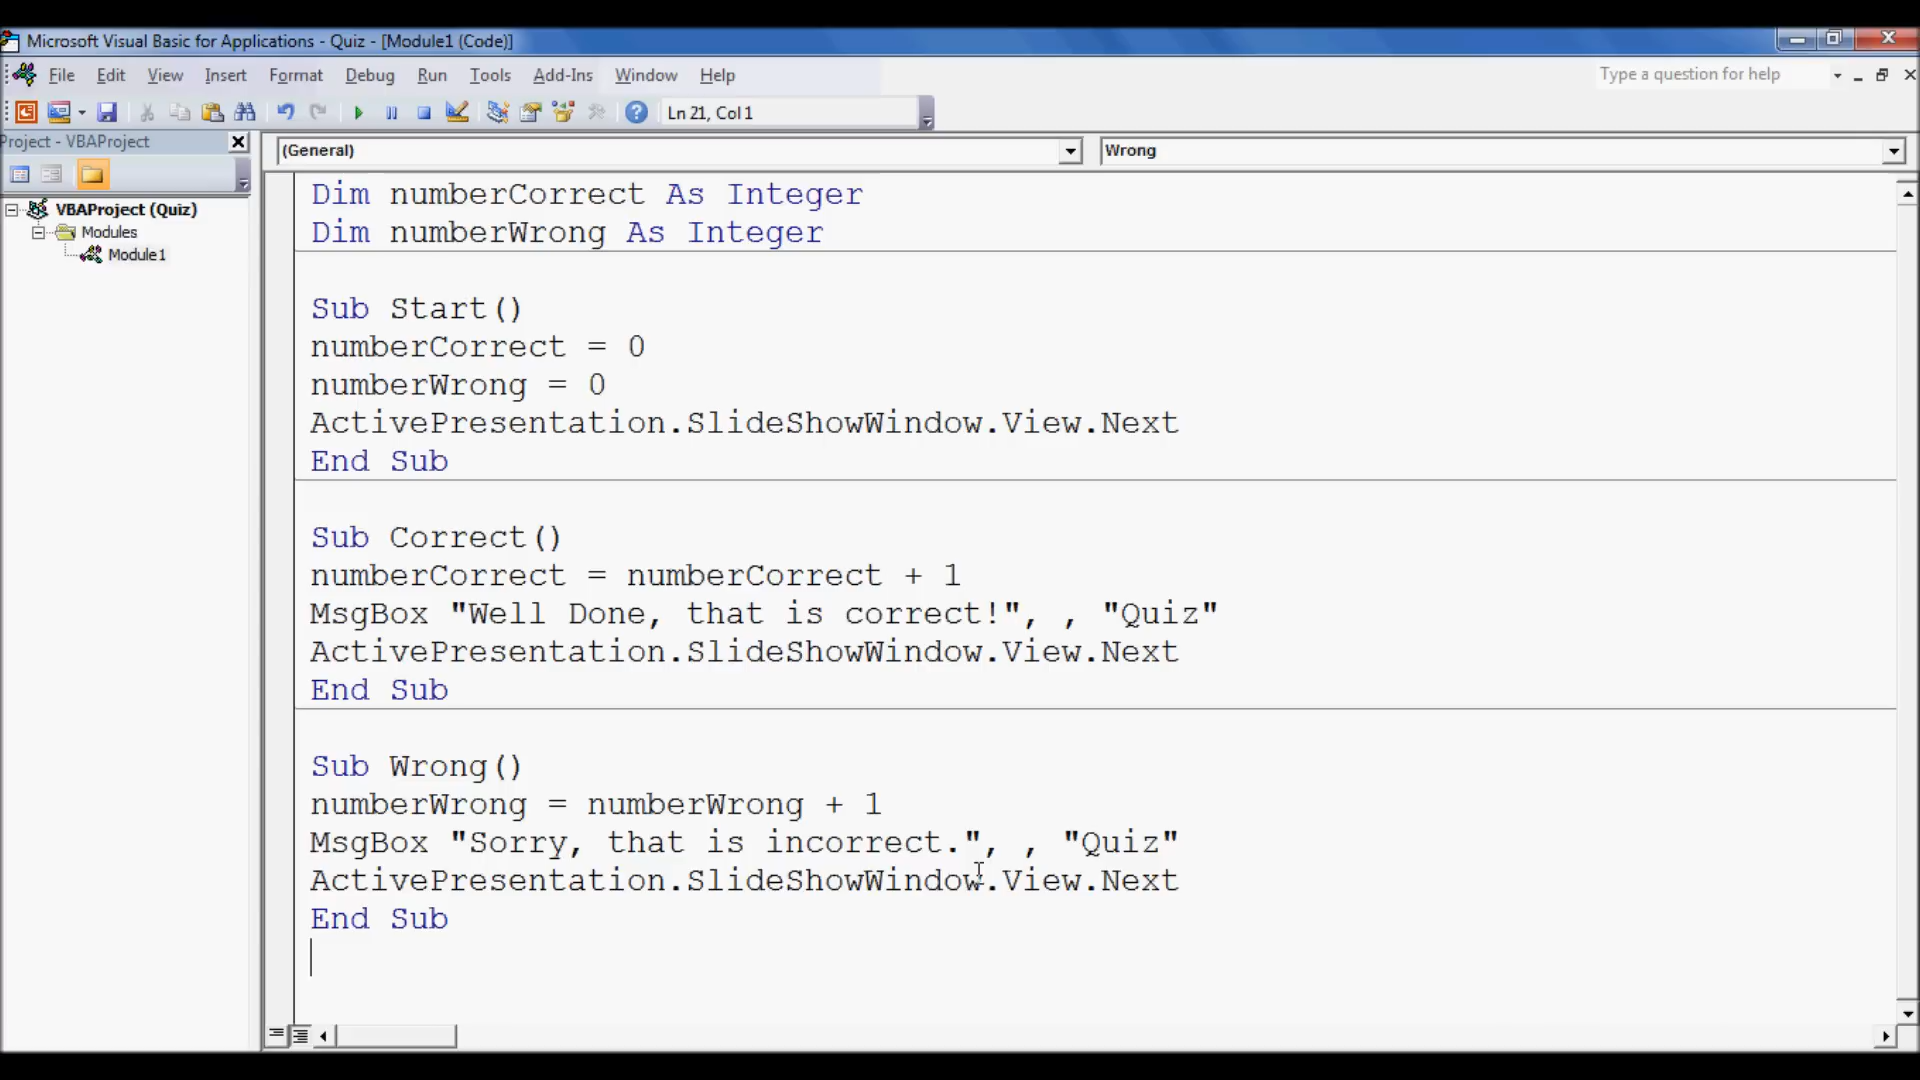 Microsoft Visual Basic for Applications - Quiz - [Module1 (Code)]
File Edit View Insert Format Debug Run Tools Add-Ins Window Help
Type a question for help
Ln 21, Col 1
Project - VBAProject
(General)
Wrong
VBAProject (Quiz)
Modules
Module1
Dim numberCorrect As Integer
Dim numberWrong As Integer
Sub Start()
numberCorrect = 0
numberWrong = 0
ActivePresentation.SlideShowWindow.View.Next
End Sub
Sub Correct()
numberCorrect = numberCorrect + 1
MsgBox "Well Done, that is correct!", , "Quiz"
ActivePresentation.SlideShowWindow.View.Next
End Sub
Sub Wrong()
numberWrong = numberWrong + 1
MsgBox "Sorry, that is incorrect.", , "Quiz"
ActivePresentation.SlideShowWindow.View.Next
End Sub